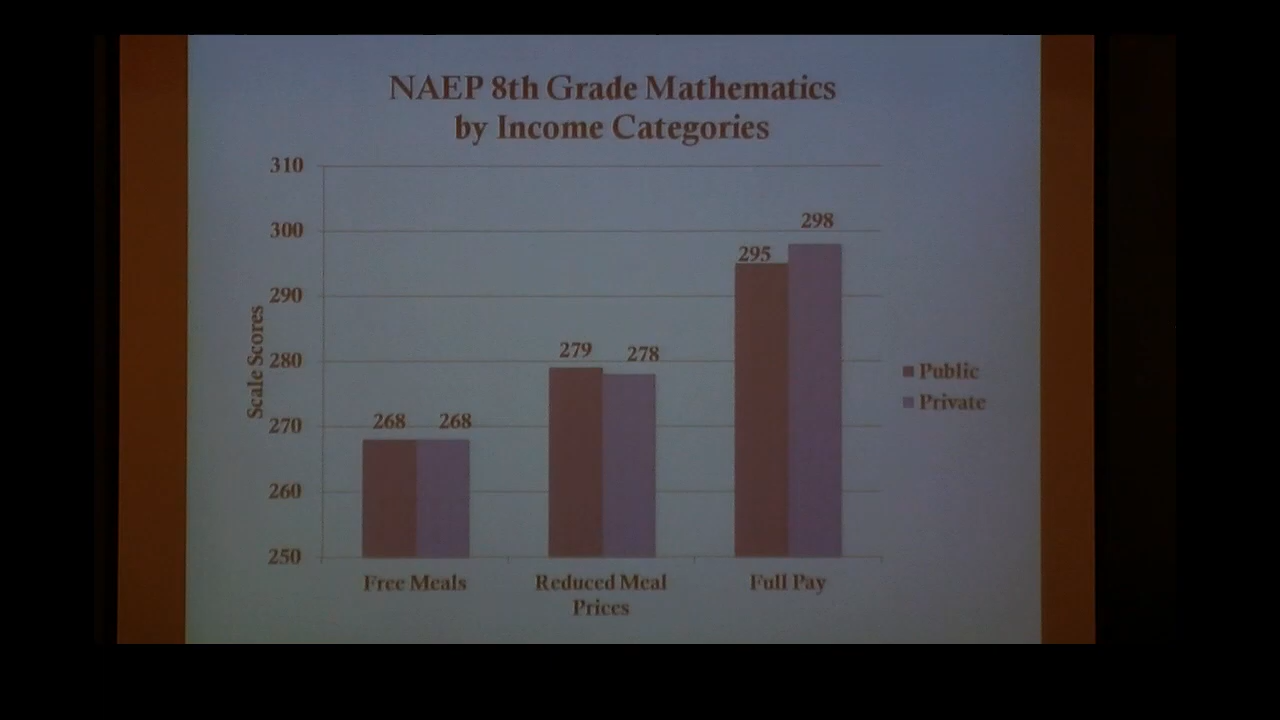 NAEP 8th Grade Mathematics
by Income Categories
310
300
290
280
270
260
250
Scale Scores
268
268
279
278
295
298
Free Meals
Reduced Meal
Prices
Full Pay
Public
Private